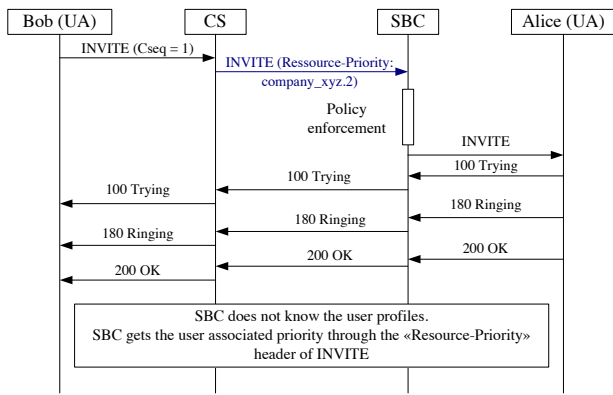 Bob (UA)
CS
SBC
Alice (UA)
INVITE (Cseq = 1)
INVITE (Ressource-Priority:
company_xyz.2)
Policy
enforcement
INVITE
100 Trying
100 Trying
100 Trying
180 Ringing
180 Ringing
180 Ringing
200 OK
200 OK
200 OK
SBC does not know the user profiles.
SBC gets the user associated priority through the «Resource-Priority»
header of INVITE